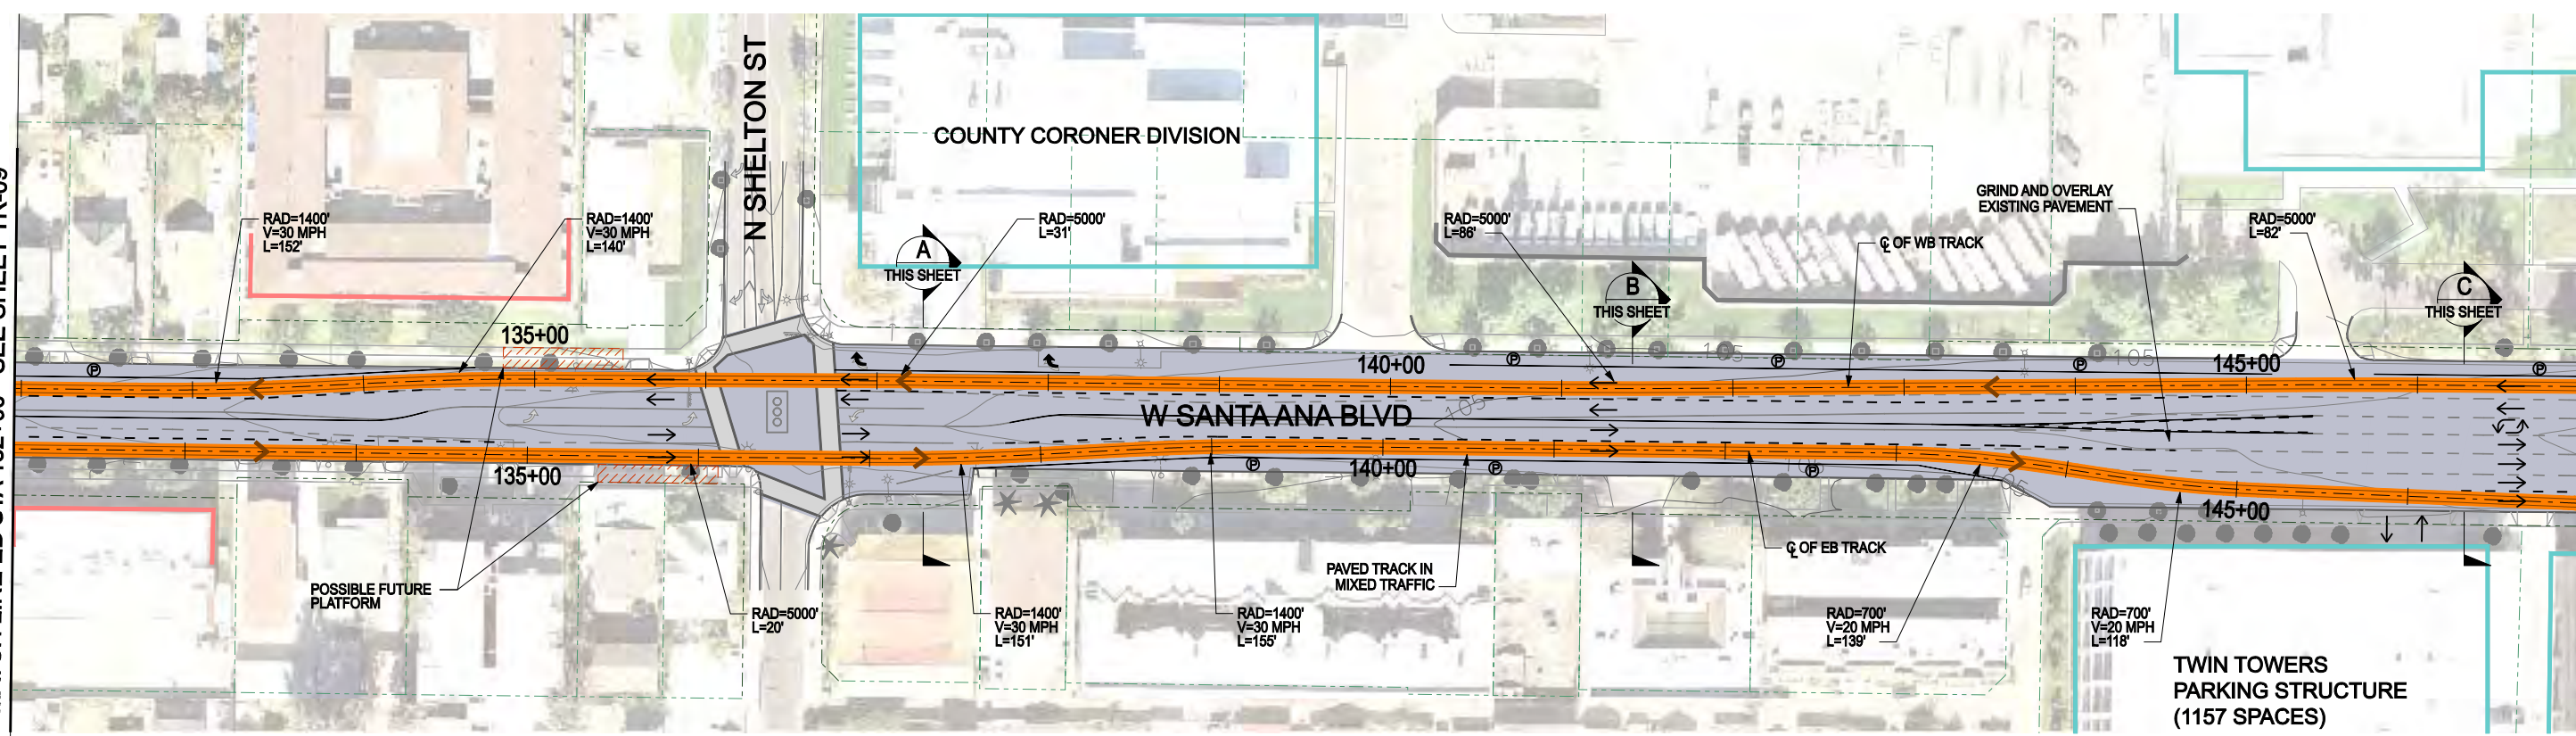 N SHELTON ST
COUNTY CORONER DIVISION
RAD=1400'
V=30 MPH
L=152'
RAD=1400'
V=30 MPH
L=140'
A
THIS SHEET
RAD=5000'
L=31'
RAD=5000'
L=86'
B
THIS SHEET
℄ OF WB TRACK
GRIND AND OVERLAY
EXISTING PAVEMENT
RAD=5000'
L=82'
C
THIS SHEET
135+00
140+00
145+00
P
P
P
P
P
105
105
W SANTA ANA BLVD
105
135+00
140+00
145+00
P
P
P
POSSIBLE FUTURE
PLATFORM
RAD=5000'
L=20'
RAD=1400'
V=30 MPH
L=151'
RAD=1400'
V=30 MPH
L=155'
PAVED TRACK IN
MIXED TRAFFIC
℄ OF EB TRACK
RAD=700'
V=20 MPH
L=139'
RAD=700'
V=20 MPH
L=118'
TWIN TOWERS
PARKING STRUCTURE
(1157 SPACES)